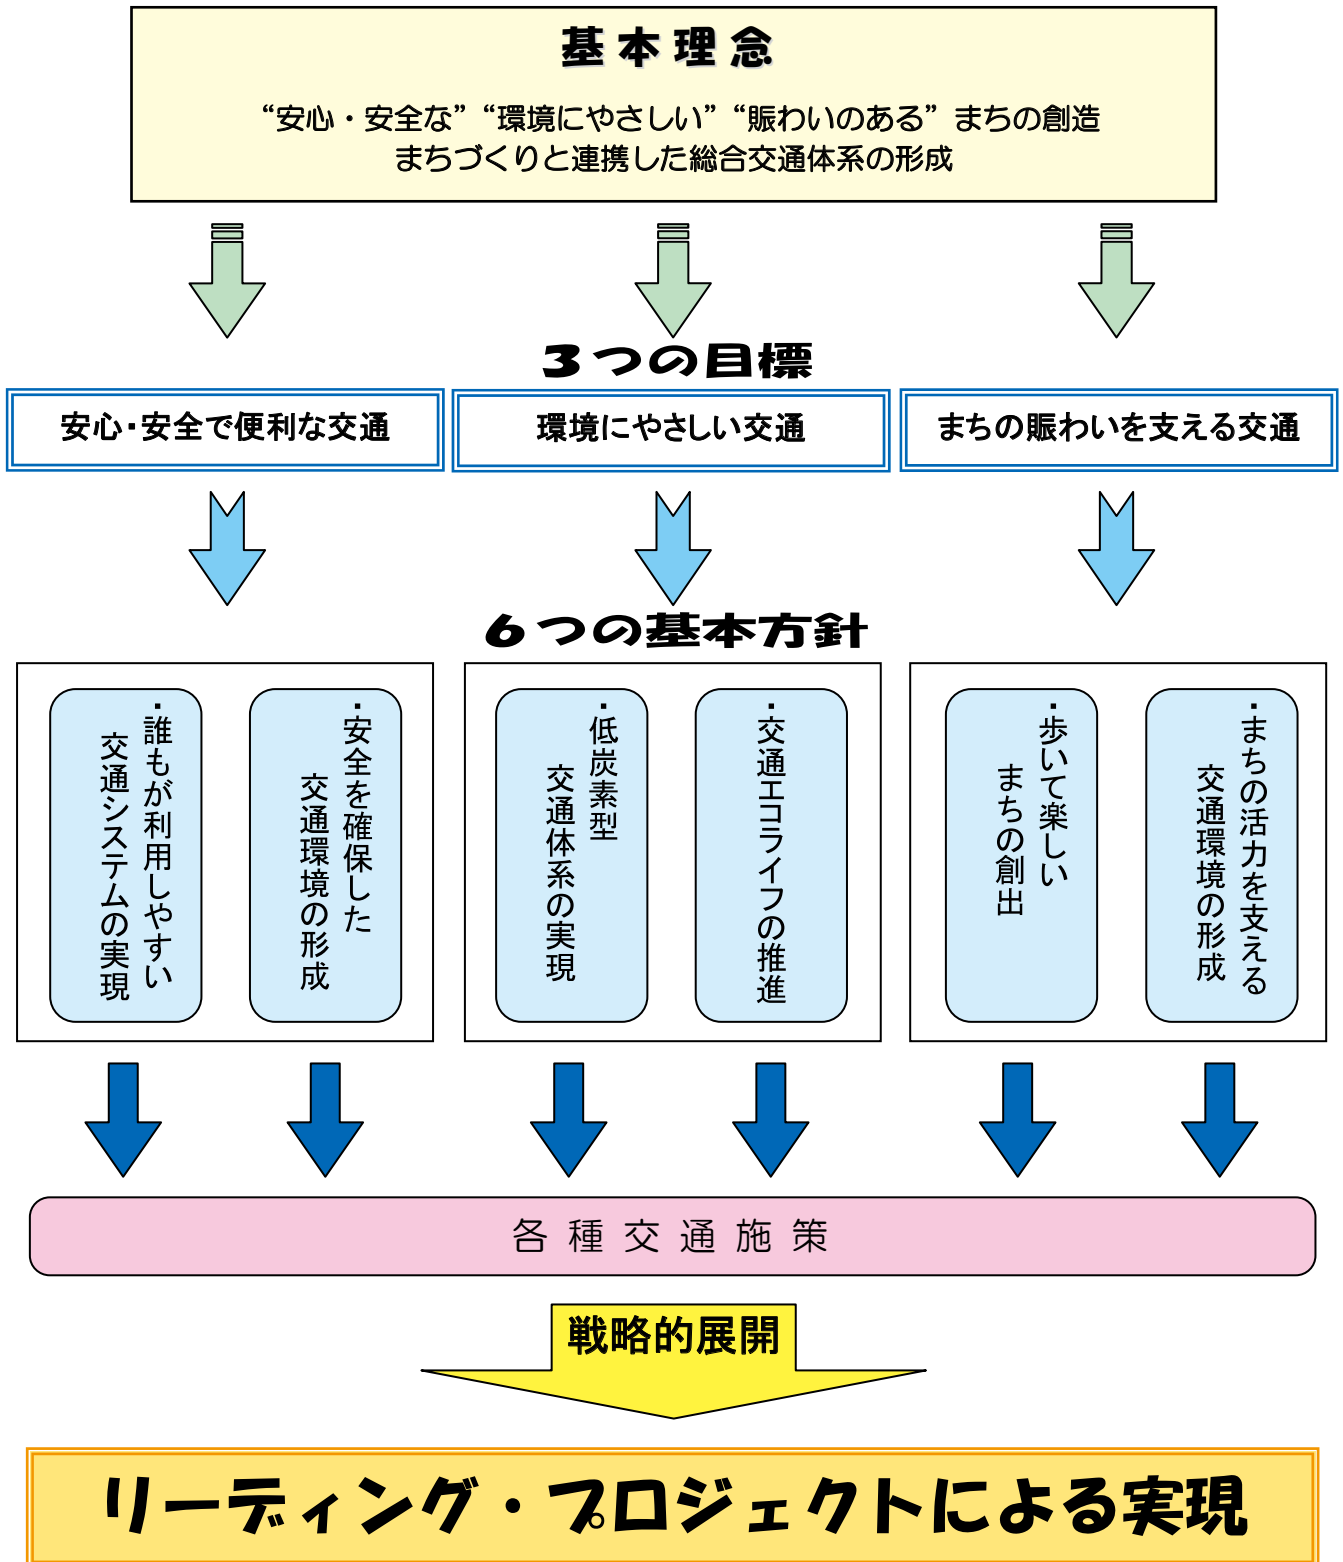 基本理念
“安心・安全な”“環境にやさしい”“賑わいのある”まちの創造
まちづくりと連携した総合交通体系の形成
3つの目標
安心・安全で便利な交通
環境にやさしい交通
まちの賑わいを支える交通
6つの基本方針
・誰もが利用しやすい
交通システムの実現
・安全を確保した
交通環境の形成
・低炭素型
交通体系の実現
・交通エコライフの推進
・歩いて楽しい
まちの創出
・まちの活力を支える
交通環境の形成
各種交通施策
戦略的展開
リーディング・プロジェクトによる実現